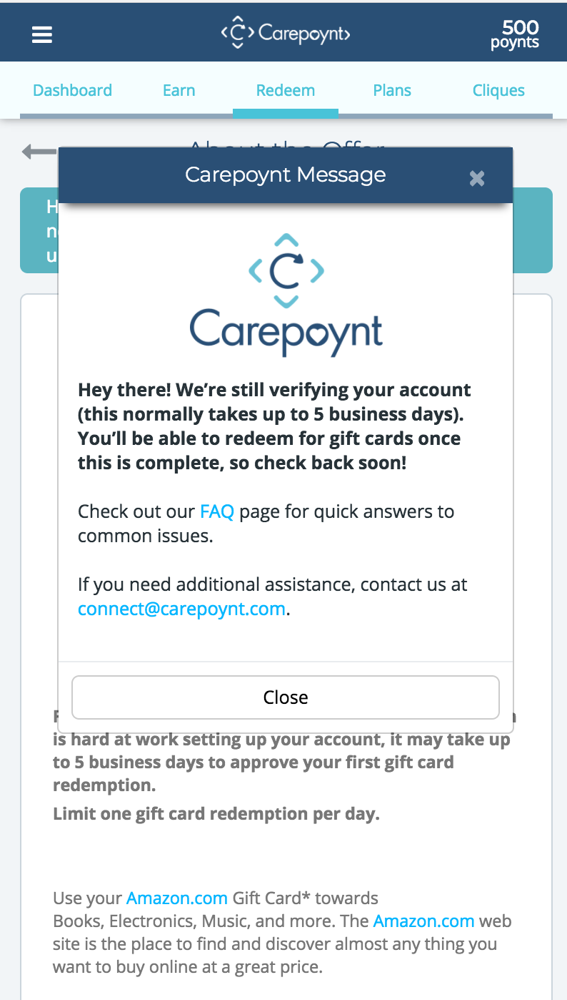 Carepoynt
500
poynts
Dashboard Earn Redeem Plans Cliques
About the Offer
Carepoynt Message
Carepoynt
Hey there! We’re still verifying your account
(this normally takes up to 5 business days).
You’ll be able to redeem for gift cards once
this is complete, so check back soon!
Check out our FAQ page for quick answers to
common issues.
If you need additional assistance, contact us at
connect@carepoynt.com.
Close
is hard at work setting up your account, it may take up
to 5 business days to approve your first gift card
redemption.
Limit one gift card redemption per day.
Use your Amazon.com Gift Card* towards
Books, Electronics, Music, and more. The Amazon.com web
site is the place to find and discover almost any thing you
want to buy online at a great price.